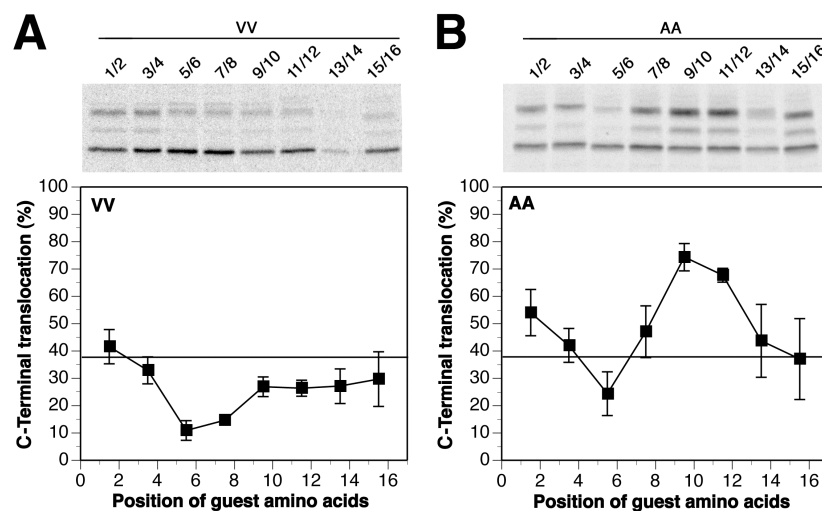 A
VV
1/2 3/4 5/6 7/8 9/10 11/12 13/14 15/16
100
90
80
70
60
50
40
30
20
10
0
VV
C-Terminal translocation (%)
0 2 4 6 8 10 12 14 16
Position of guest amino acids
B
AA
1/2 3/4 5/6 7/8 9/10 11/12 13/14 15/16
100
90
80
70
60
50
40
30
20
10
0
AA
C-Terminal translocation (%)
0 2 4 6 8 10 12 14 16
Position of guest amino acids